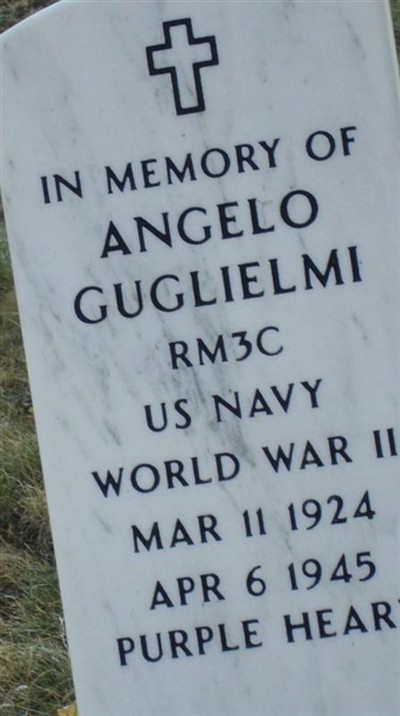 IN MEMORY OF
ANGELO
GUGLIELMI
RM3C
US NAVY
WORLD WAR II
MAR 11 1924
APR 6 1945
PURPLE HEAR